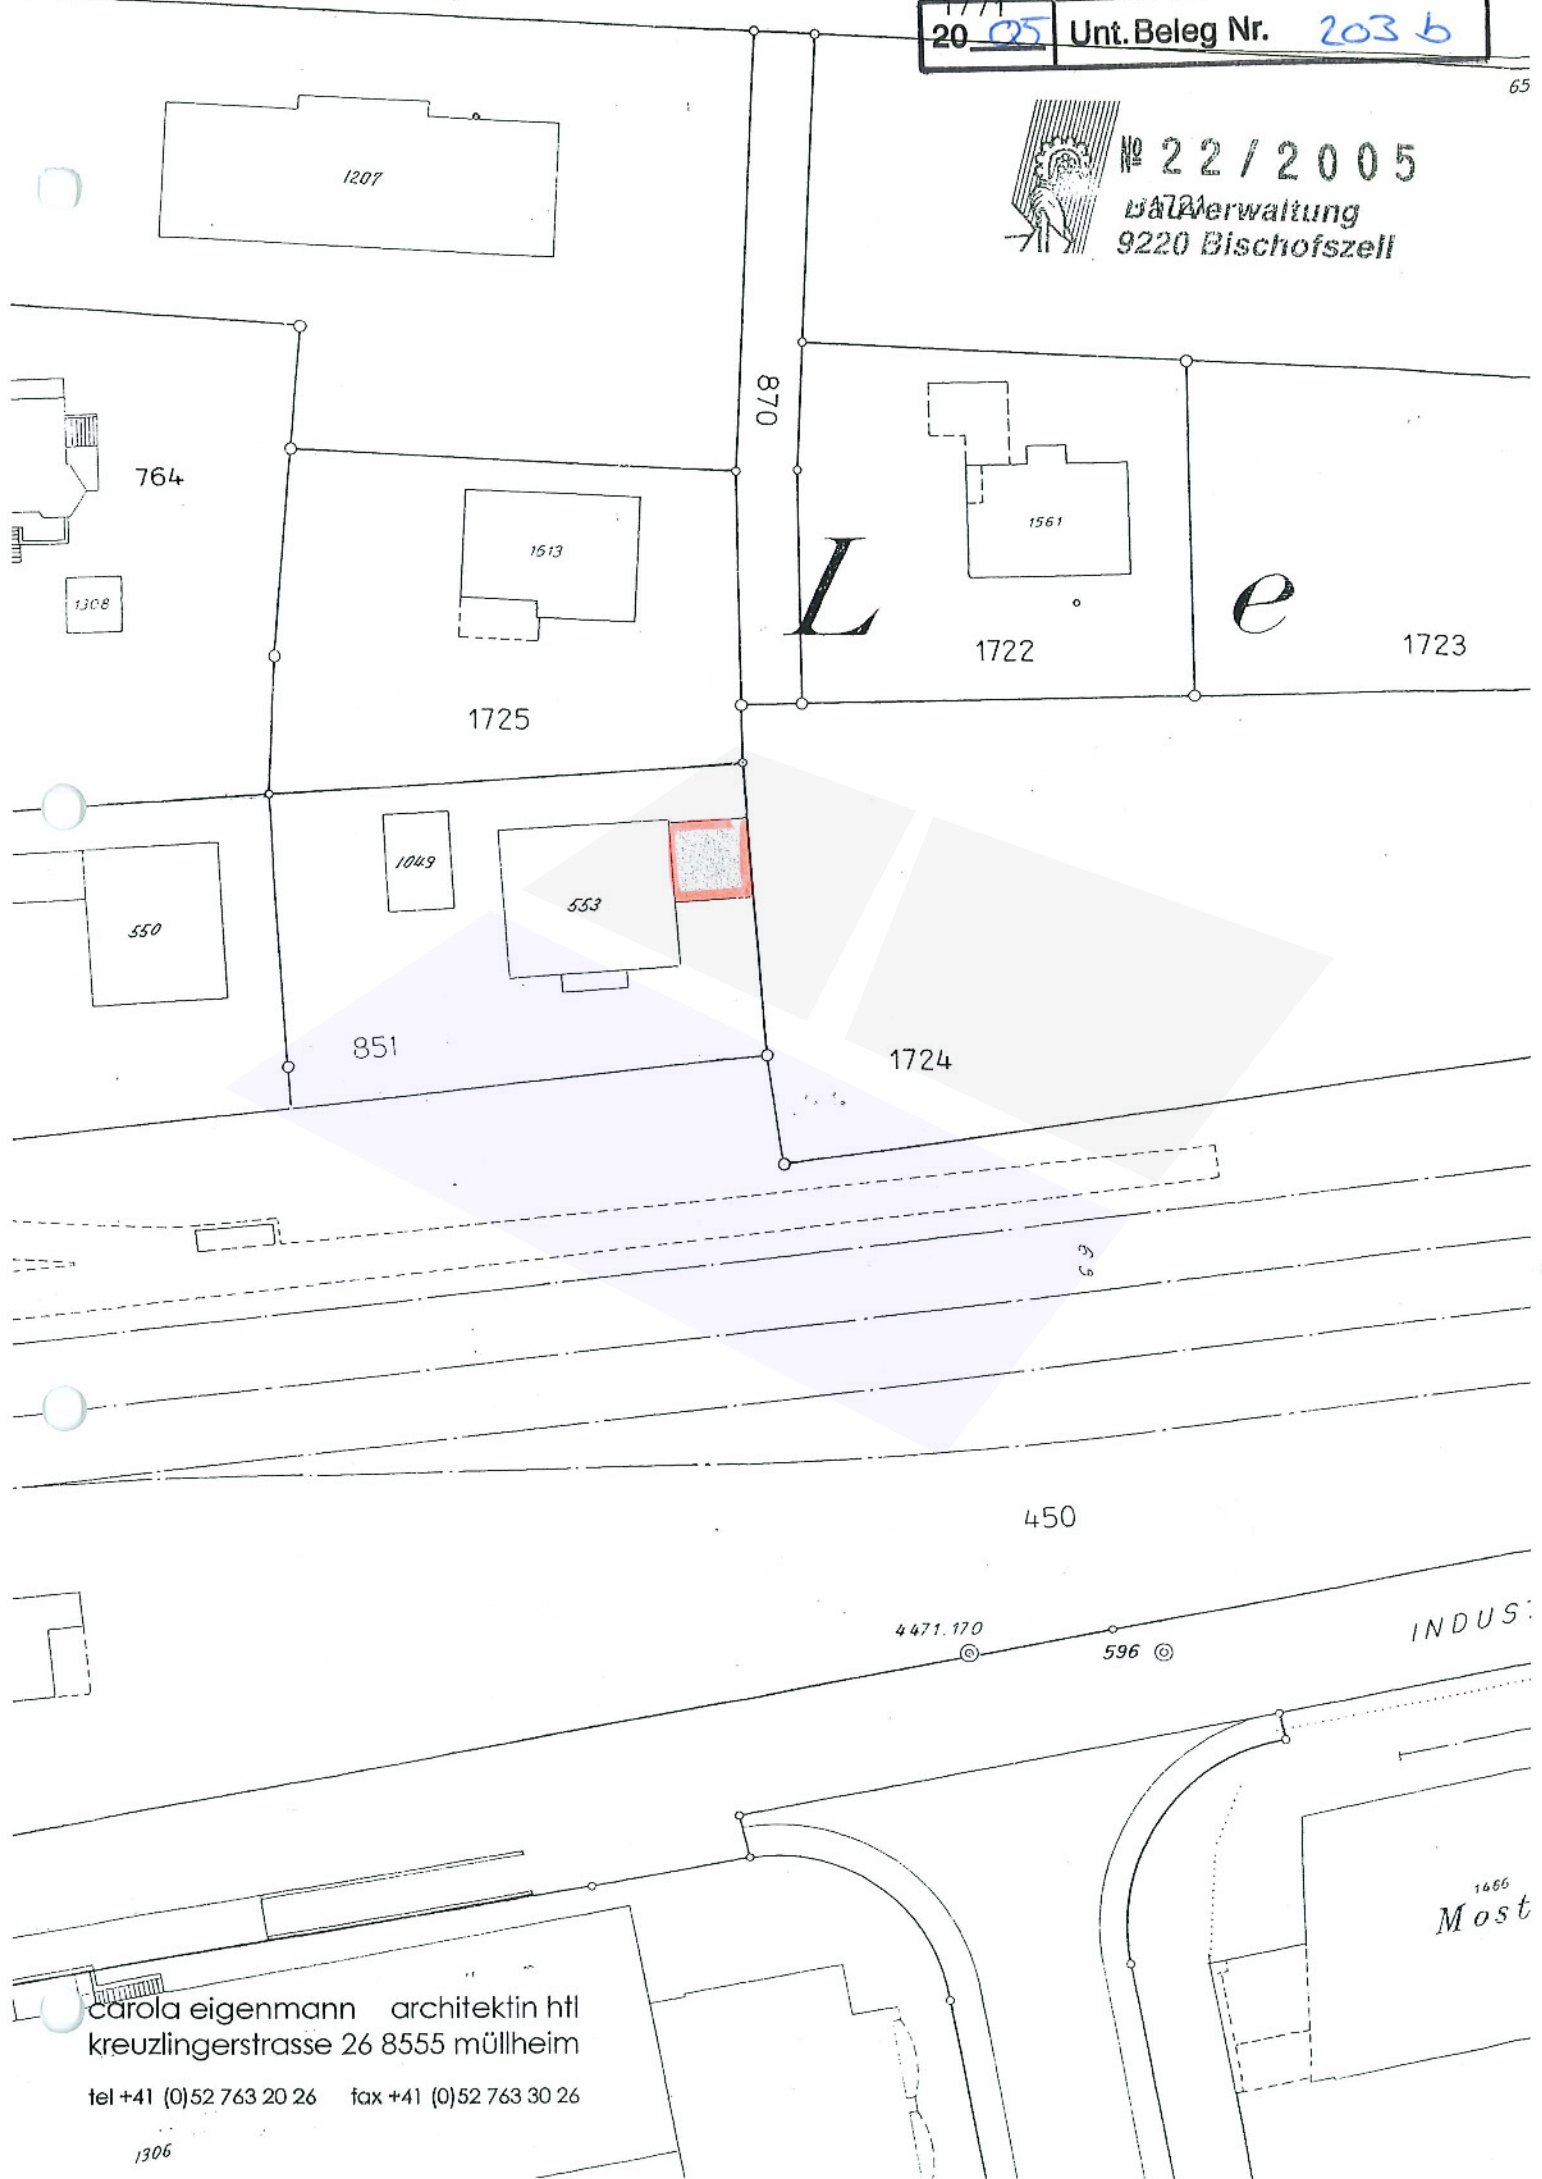 20 05 Unt. Beleg Nr. 203 b
65
№ 22/2005
9220 Bischofszell
1207
870
764
1561
1513
1308
L e
1722
1723
1725
1049
553
550
851
1724
69
450
4471.170
596
INDUS
1466
Most
carola eigenmann architektin htl
kreuzlingerstrasse 26 8555 müllheim
tel +41 (0)52 763 20 26 fax +41 (0)52 763 30 26
1306